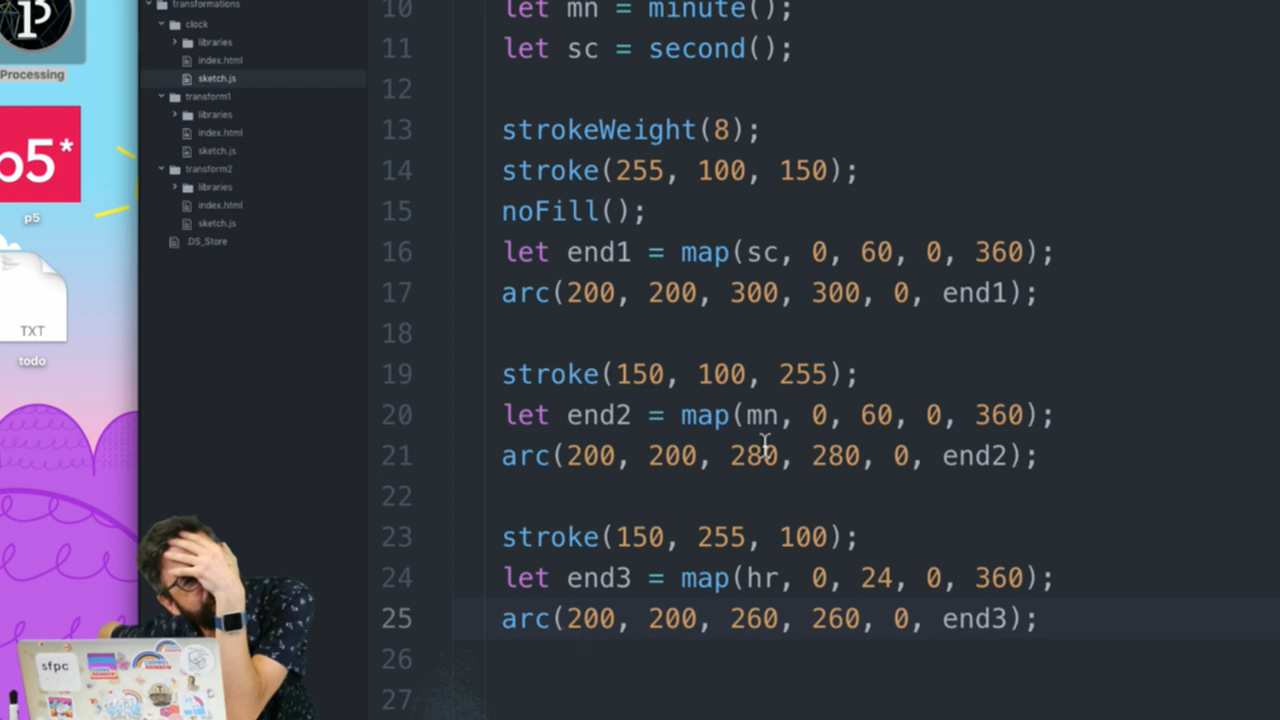 Processing
p5*
p5
TXT
todo
transformations
clock
libraries
index.html
sketch.js
transform1
libraries
index.html
sketch.js
transform2
libraries
index.html
sketch.js
.DS_Store
10 let mn = minute();
11 let sc = second();
12
13 strokeWeight(8);
14 stroke(255, 100, 150);
15 noFill();
16 let end1 = map(sc, 0, 60, 0, 360);
17 arc(200, 200, 300, 300, 0, end1);
18
19 stroke(150, 100, 255);
20 let end2 = map(mn, 0, 60, 0, 360);
21 arc(200, 200, 280, 280, 0, end2);
22
23 stroke(150, 255, 100);
24 let end3 = map(hr, 0, 24, 0, 360);
25 arc(200, 200, 260, 260, 0, end3);
26
27
sfpc